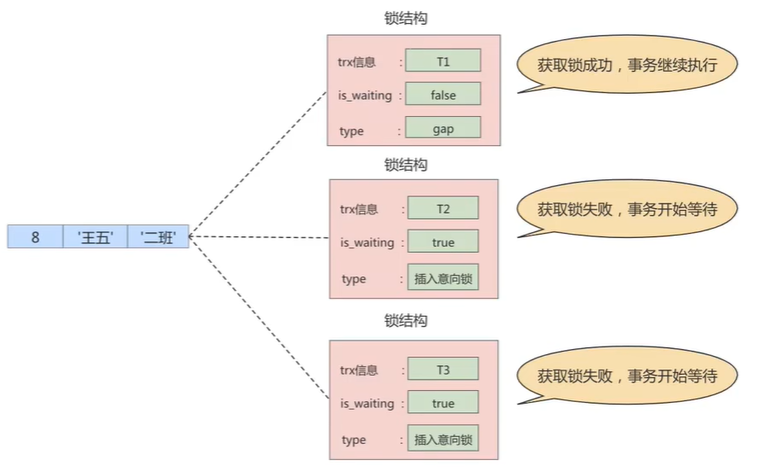 锁结构
trx信息 : T1
is_waiting : false
type : gap
获取锁成功，事务继续执行
锁结构
trx信息 : T2
is_waiting : true
type : 插入意向锁
获取锁失败，事务开始等待
8 '王五' '二班'
锁结构
trx信息 : T3
is_waiting : true
type : 插入意向锁
获取锁失败，事务开始等待